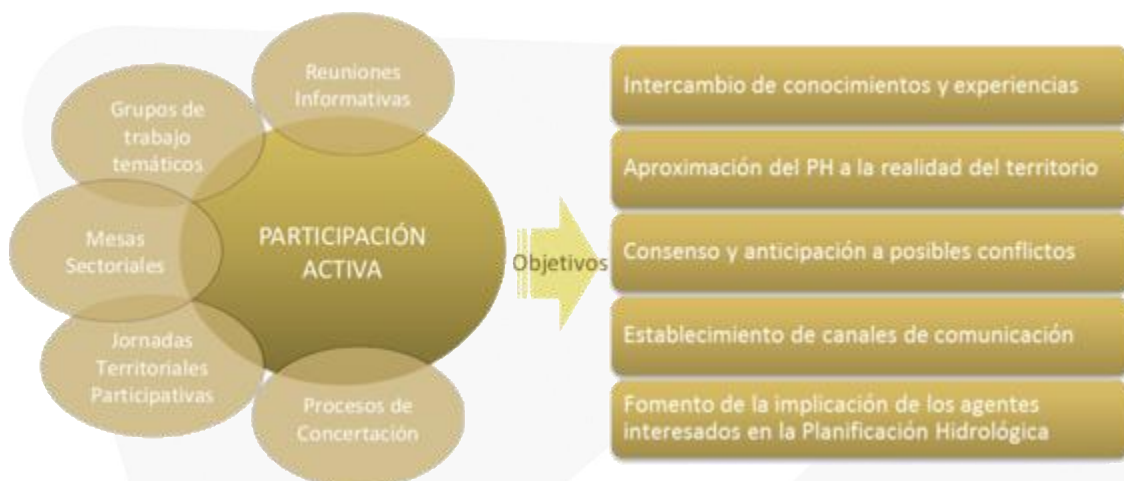 Reuniones
Informativas
Grupos de
trabajo
temáticos
Mesas
Sectoriales
Jornadas
Territoriales
Participativas
Procesos de
Concertación
PARTICIPACIÓN
ACTIVA
Objetivos
Intercambio de conocimientos y experiencias
Aproximación del PH a la realidad del territorio
Consenso y anticipación a posibles conflictos
Establecimiento de canales de comunicación
Fomento de la implicación de los agentes
interesados en la Planificación Hidrológica